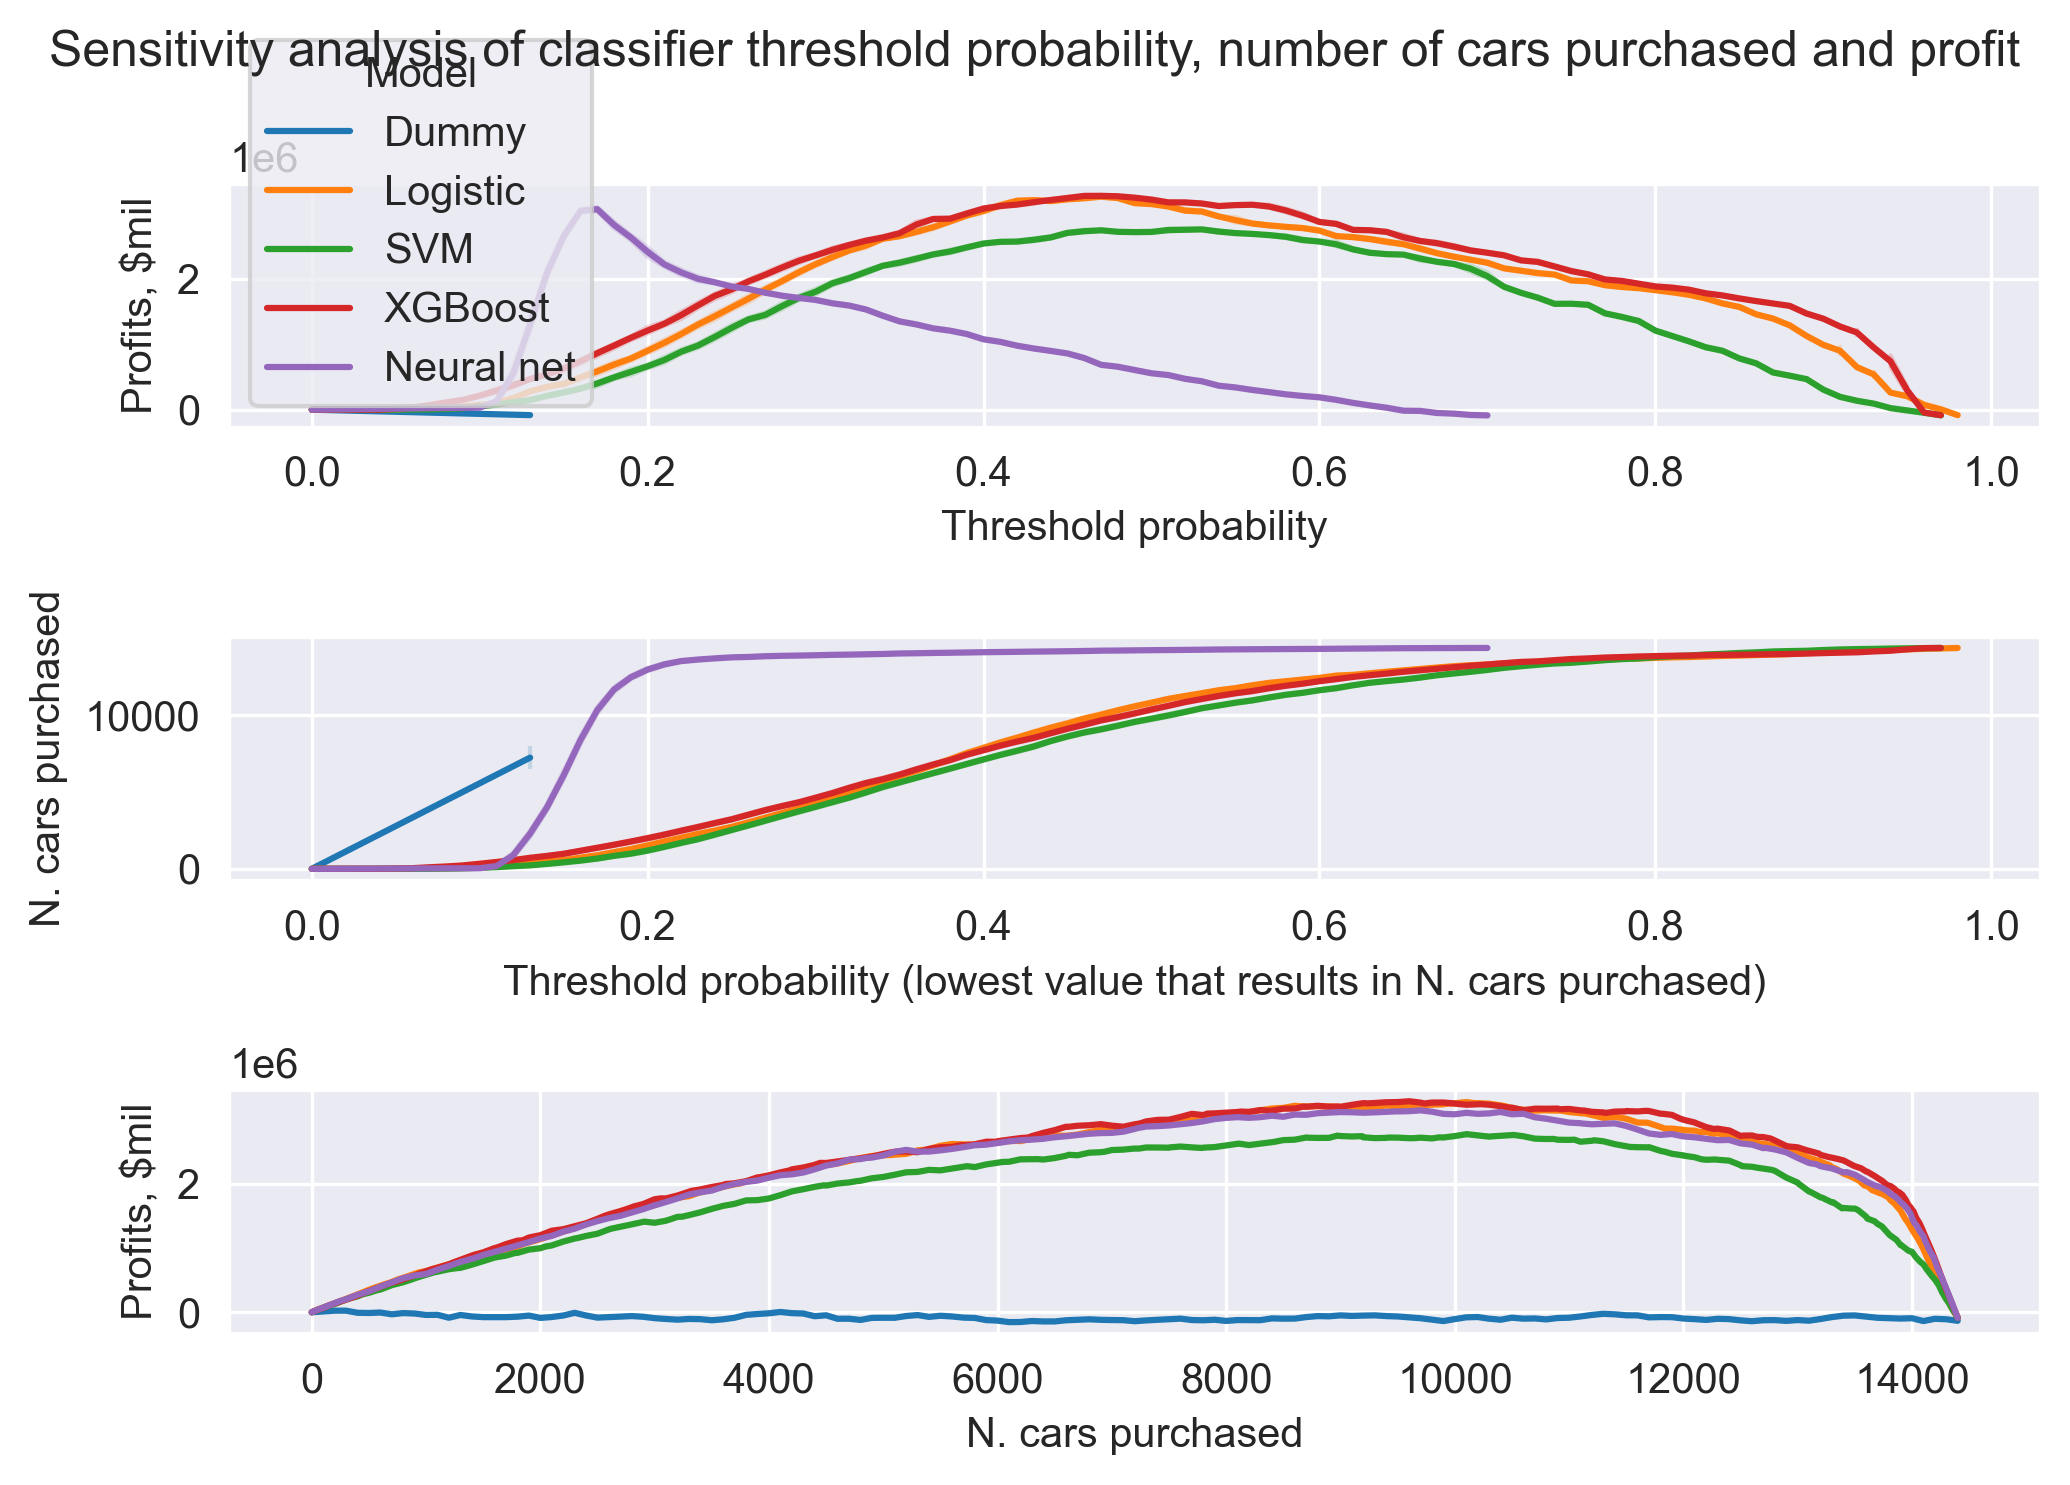 Sensitivity analysis of classifier threshold probability, number of cars purchased and profit
Model
Dummy
Logistic
SVM
XGBoost
Neural net
1e6
Profits, $mil
2
0
0.0 0.2 0.4 0.6 0.8 1.0
Threshold probability
N. cars purchased
10000
0
0.0 0.2 0.4 0.6 0.8 1.0
Threshold probability (lowest value that results in N. cars purchased)
1e6
Profits, $mil
2
0
0 2000 4000 6000 8000 10000 12000 14000
N. cars purchased